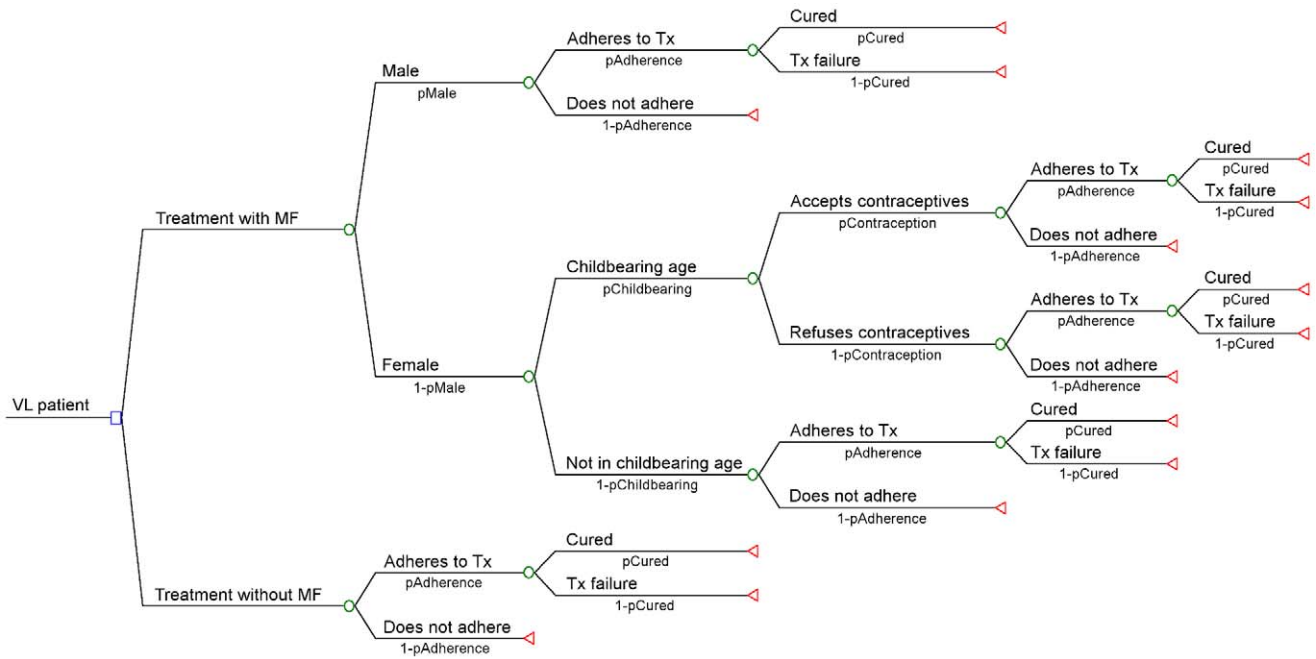 Cured
pCured
Adheres to Tx
pAdherence
Tx failure
1-pCured
Male
pMale
Does not adhere
1-pAdherence
Cured
pCured
Adheres to Tx
pAdherence
Tx failure
1-pCured
Accepts contraceptives
pContraception
Treatment with MF
Does not adhere
1-pAdherence
Childbearing age
pChildbearing
Cured
pCured
Adheres to Tx
pAdherence
Tx failure
1-pCured
Refuses contraceptives
1-pContraception
Female
1-pMale
Does not adhere
1-pAdherence
VL patient
Cured
pCured
Adheres to Tx
pAdherence
Tx failure
1-pCured
Not in childbearing age
1-pChildbearing
Does not adhere
1-pAdherence
Cured
pCured
Adheres to Tx
pAdherence
Tx failure
1-pCured
Treatment without MF
Does not adhere
1-pAdherence